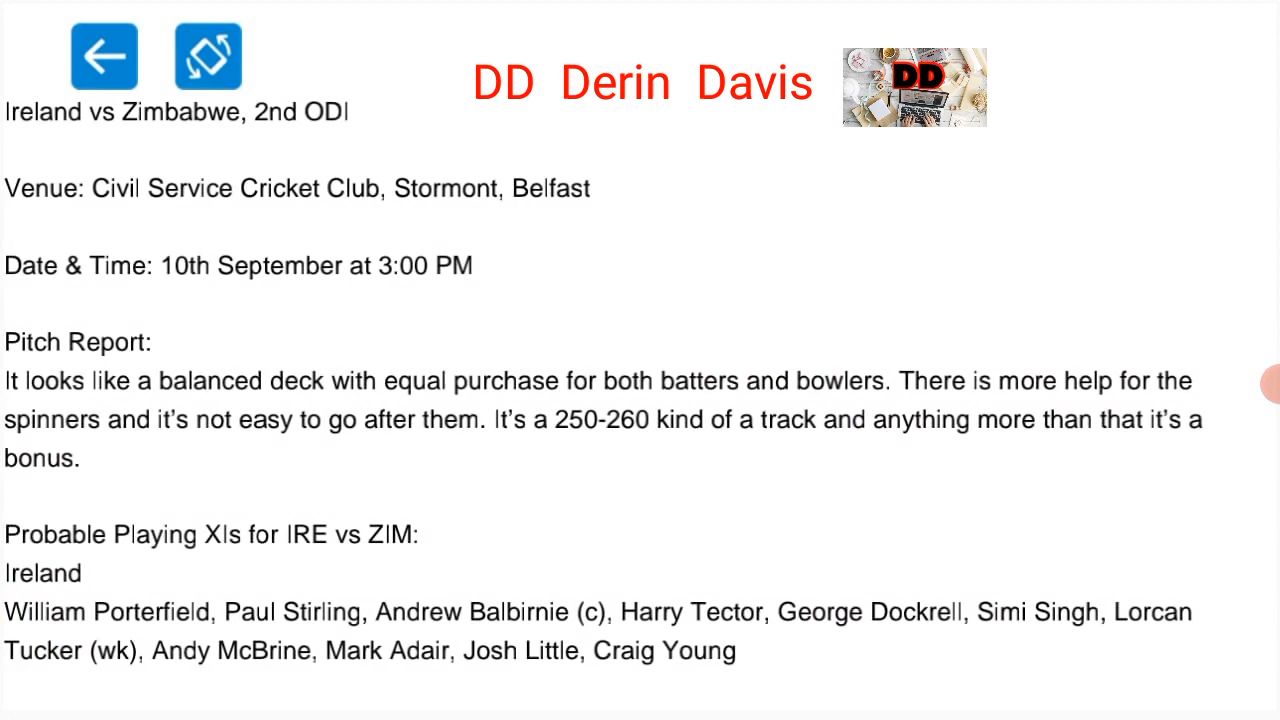 DD Derin Davis
DD
Ireland vs Zimbabwe, 2nd ODI
Venue: Civil Service Cricket Club, Stormont, Belfast
Date & Time: 10th September at 3:00 PM
Pitch Report:
It looks like a balanced deck with equal purchase for both batters and bowlers. There is more help for the
spinners and it’s not easy to go after them. It’s a 250-260 kind of a track and anything more than that it’s a
bonus.
Probable Playing XIs for IRE vs ZIM:
Ireland
William Porterfield, Paul Stirling, Andrew Balbirnie (c), Harry Tector, George Dockrell, Simi Singh, Lorcan
Tucker (wk), Andy McBrine, Mark Adair, Josh Little, Craig Young